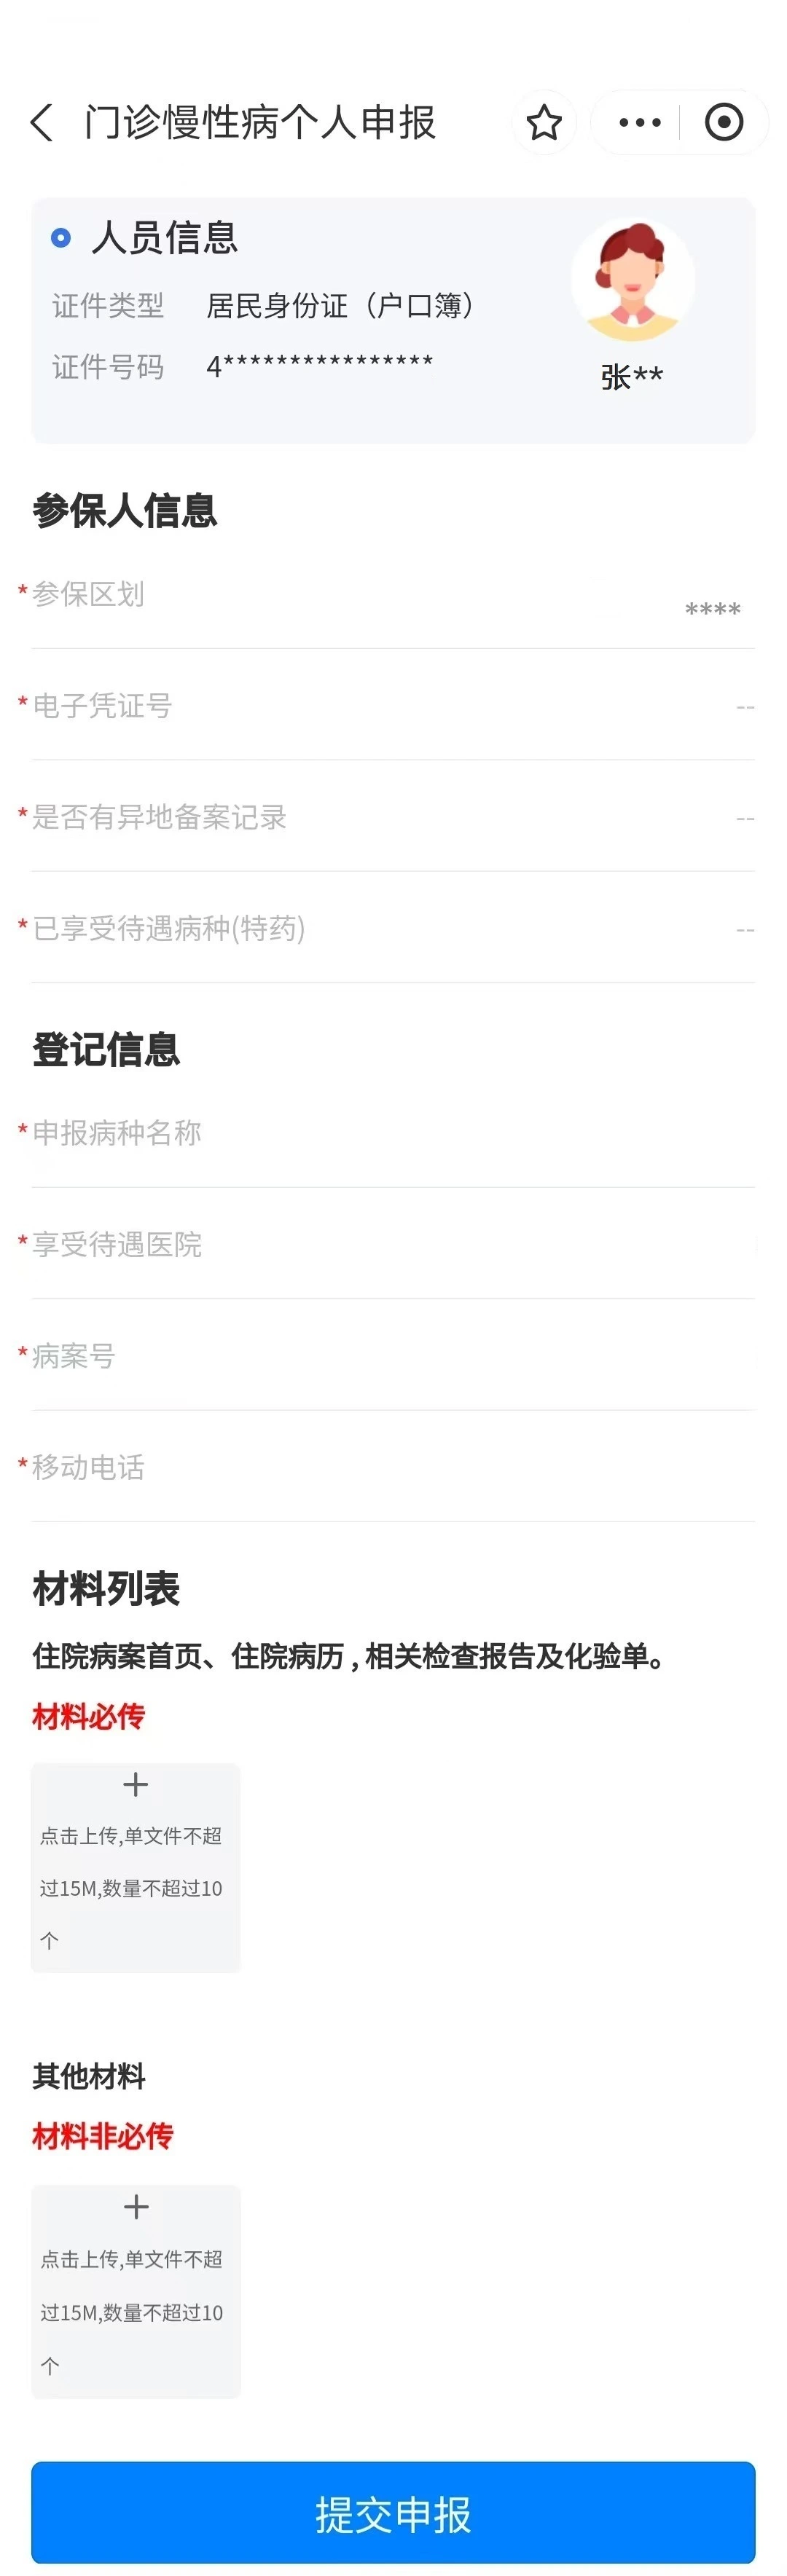 门诊慢性病个人申报
人员信息
证件类型 居民身份证（户口簿）
证件号码 4****************
张**
参保人信息
*参保区划 ****
*电子凭证号 --
*是否有异地备案记录 --
*已享受待遇病种(特药) --
登记信息
*申报病种名称
*享受待遇医院
*病案号
*移动电话
材料列表
住院病案首页、住院病历,相关检查报告及化验单。
材料必传
点击上传,单文件不超
过15M,数量不超过10
个
其他材料
材料非必传
点击上传,单文件不超
过15M,数量不超过10
个
提交申报